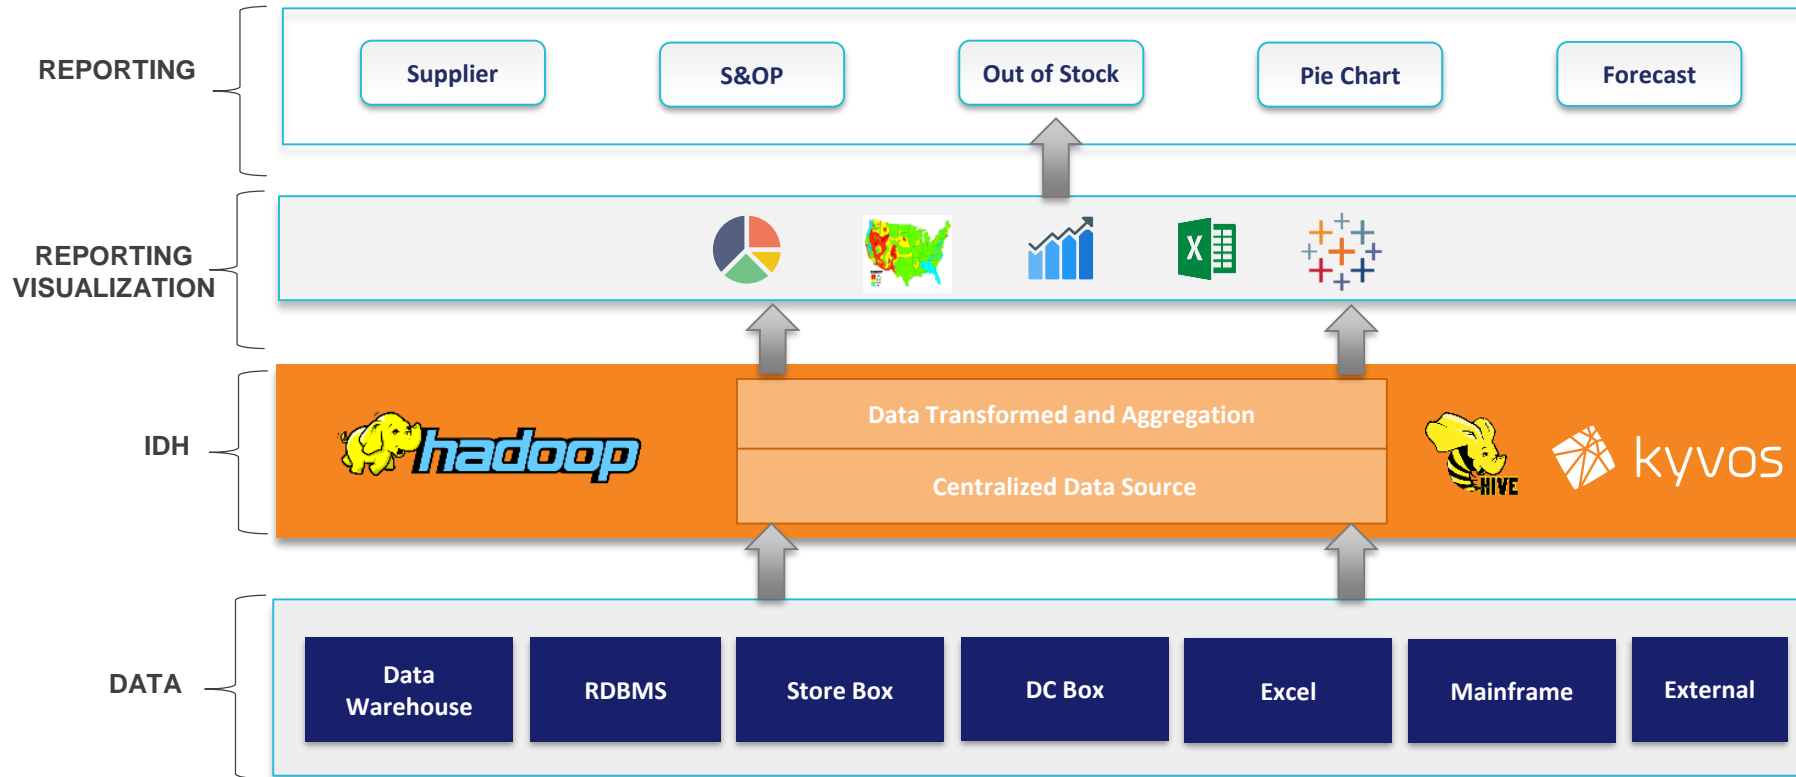 REPORTING
Supplier
S&OP
Out of Stock
Pie Chart
Forecast
REPORTING
VISUALIZATION
X
IDH
hadoop
Data Transformed and Aggregation
Centralized Data Source
HIVE
kyvos
DATA
Data
Warehouse
RDBMS
Store Box
DC Box
Excel
Mainframe
External